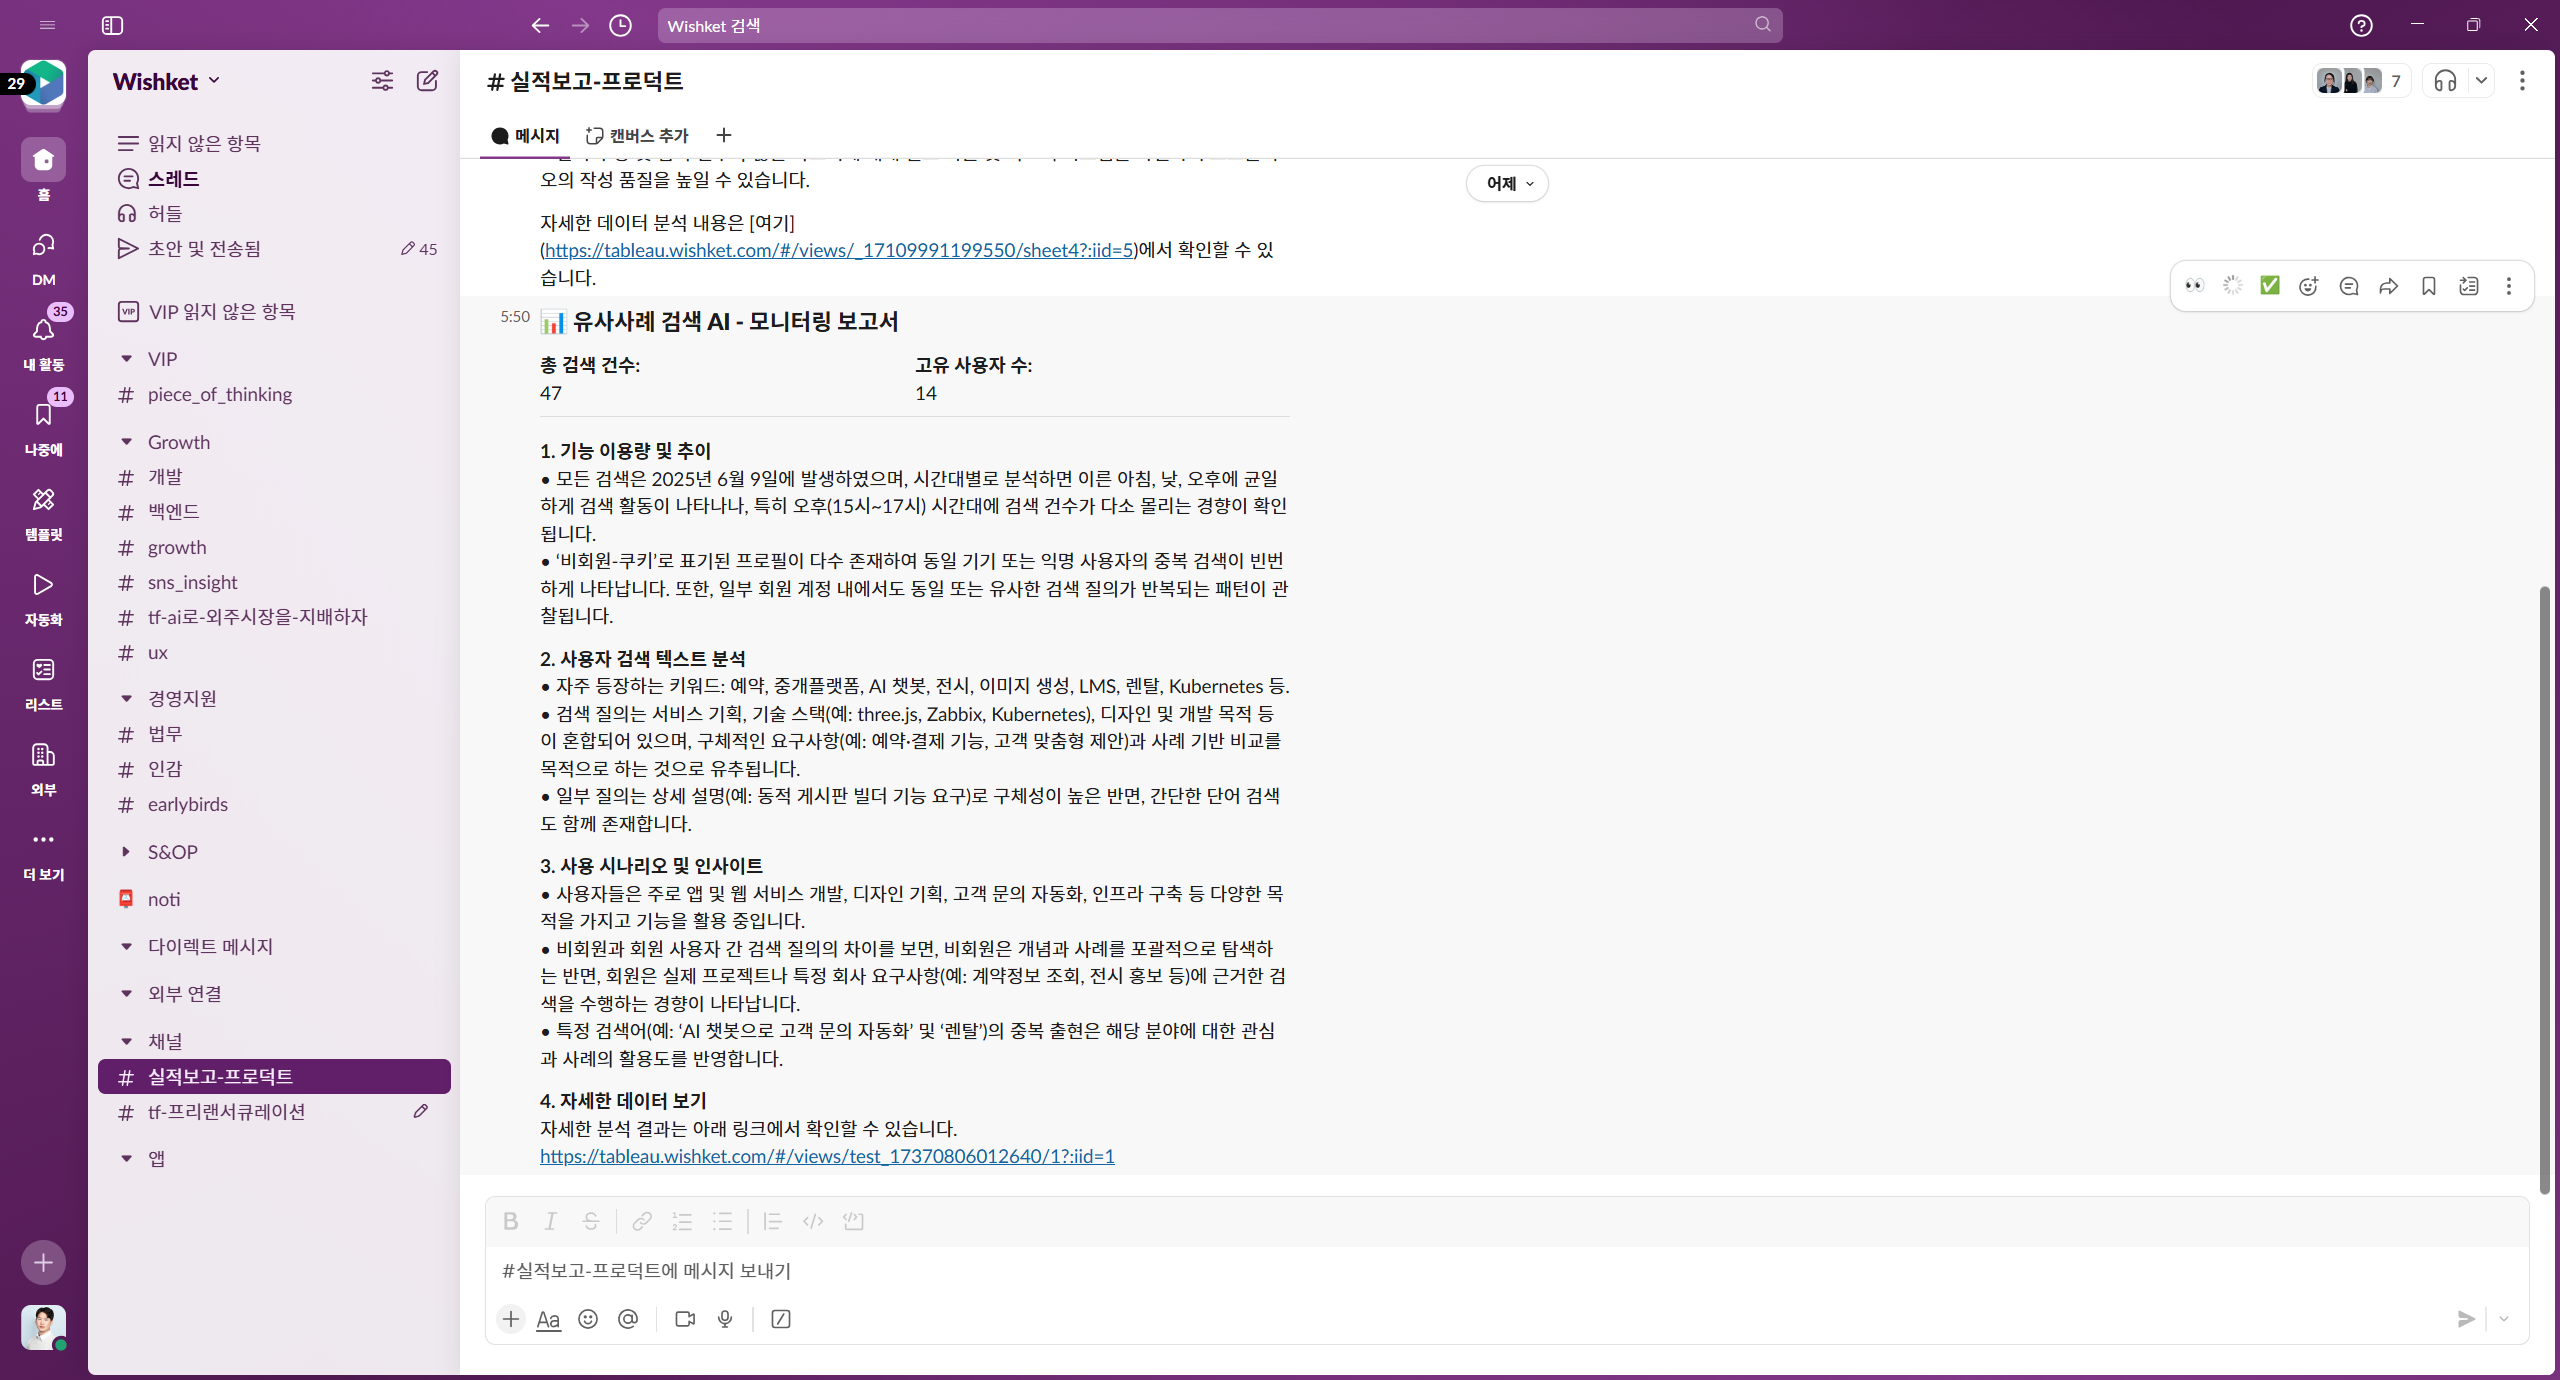 Wishket 검색
29
Wishket
홈
DM
35
내 활동
11
나중에
템플릿
자동화
리스트
외부
더 보기
읽지 않은 항목
스레드
허들
초안 및 전송됨
45
VIP
VIP 읽지 않은 항목
VIP
# piece_of_thinking
Growth
# 개발
# 백엔드
# growth
# sns_insight
# tf-ai로-외주시장을-지배하자
# ux
경영지원
# 법무
# 인감
# earlybirds
S&OP
noti
다이렉트 메시지
외부 연결
채널
# 실적보고-프로덕트
# tf-프리랜서큐레이션
앱
# 실적보고-프로덕트
7
메시지
캔버스 추가
어제
오의 작성 품질을 높일 수 있습니다.
자세한 데이터 분석 내용은 [여기]
(https://tableau.wishket.com/#/views/_17109991199550/sheet4?:iid=5)에서 확인할 수 있
습니다.
5:50
📊 유사사례 검색 AI - 모니터링 보고서
총 검색 건수:
47
고유 사용자 수:
14
1. 기능 이용량 및 추이
• 모든 검색은 2025년 6월 9일에 발생하였으며, 시간대별로 분석하면 이른 아침, 낮, 오후에 균일
하게 검색 활동이 나타나나, 특히 오후(15시~17시) 시간대에 검색 건수가 다소 몰리는 경향이 확인
됩니다.
• ‘비회원-쿠키’로 표기된 프로필이 다수 존재하여 동일 기기 또는 익명 사용자의 중복 검색이 빈번
하게 나타납니다. 또한, 일부 회원 계정 내에서도 동일 또는 유사한 검색 질의가 반복되는 패턴이 관
찰됩니다.
2. 사용자 검색 텍스트 분석
• 자주 등장하는 키워드: 예약, 중개플랫폼, AI 챗봇, 전시, 이미지 생성, LMS, 렌탈, Kubernetes 등.
• 검색 질의는 서비스 기획, 기술 스택(예: three.js, Zabbix, Kubernetes), 디자인 및 개발 목적 등
이 혼합되어 있으며, 구체적인 요구사항(예: 예약·결제 기능, 고객 맞춤형 제안)과 사례 기반 비교를
목적으로 하는 것으로 유추됩니다.
• 일부 질의는 상세 설명(예: 동적 게시판 빌더 기능 요구)로 구체성이 높은 반면, 간단한 단어 검색
도 함께 존재합니다.
3. 사용 시나리오 및 인사이트
• 사용자들은 주로 앱 및 웹 서비스 개발, 디자인 기획, 고객 문의 자동화, 인프라 구축 등 다양한 목
적을 가지고 기능을 활용 중입니다.
• 비회원과 회원 사용자 간 검색 질의의 차이를 보면, 비회원은 개념과 사례를 포괄적으로 탐색하
는 반면, 회원은 실제 프로젝트나 특정 회사 요구사항(예: 계약정보 조회, 전시 홍보 등)에 근거한 검
색을 수행하는 경향이 나타납니다.
• 특정 검색어(예: ‘AI 챗봇으로 고객 문의 자동화’ 및 ‘렌탈’)의 중복 출현은 해당 분야에 대한 관심
과 사례의 활용도를 반영합니다.
4. 자세한 데이터 보기
자세한 분석 결과는 아래 링크에서 확인할 수 있습니다.
https://tableau.wishket.com/#/views/test_17370806012640/1?:iid=1
#실적보고-프로덕트에 메시지 보내기
Aa